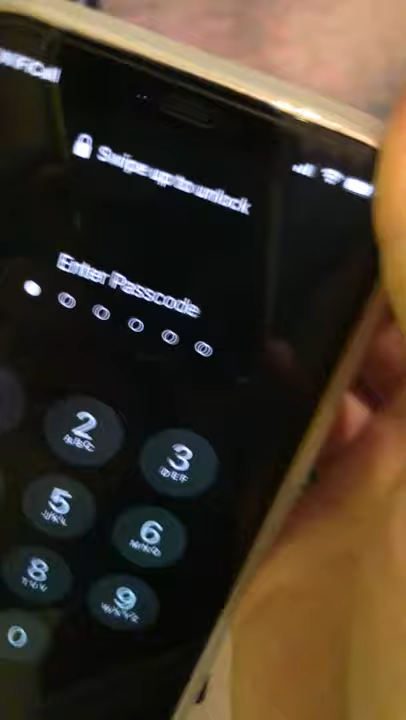 Swipe up to unlock
Enter Passcode
2
ABC
3
DEF
5
JKL
6
MNO
8
TUV
9
WXYZ
0